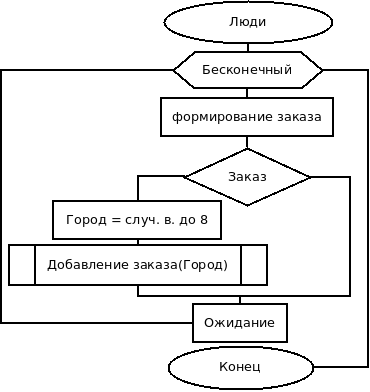 Люди
Бесконечный
формирование заказа
Заказ
Город = случ. в. до 8
Добавление заказа(Город)
Ожидание
Конец